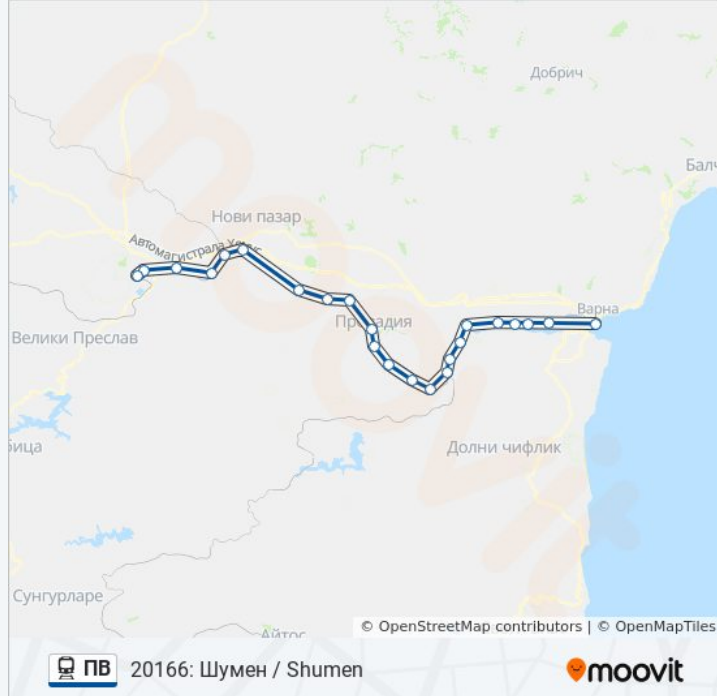 Добрич
Балч
Нови пазар
Автомагистрала Хемус
Варна
Провадия
Велики Преслав
бица
Долни чифлик
Сунгурларе
Айтос
© OpenStreetMap contributors | © OpenMapTiles
ПВ 20166: Шумен / Shumen
moovit